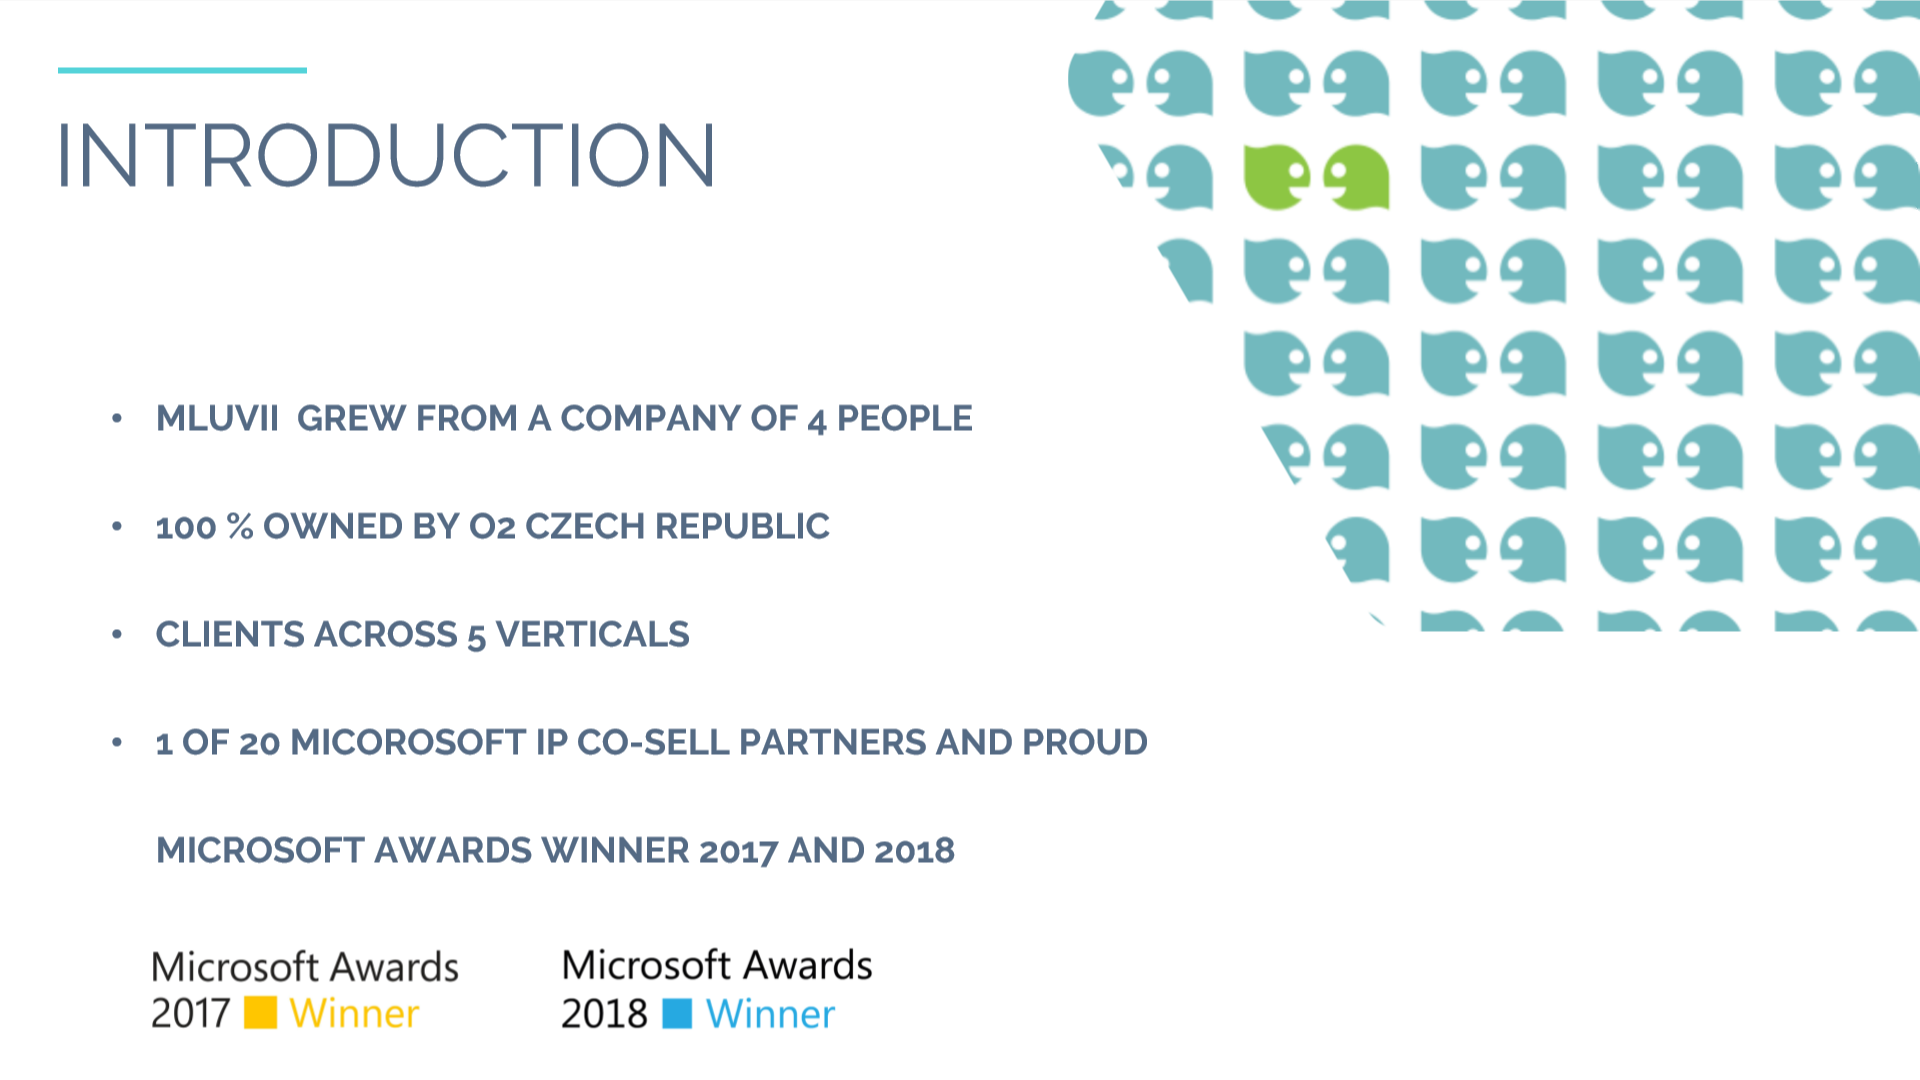 INTRODUCTION
• MLUVII  GREW FROM A COMPANY OF 4 PEOPLE
• 100 % OWNED BY O2 CZECH REPUBLIC
• CLIENTS ACROSS 5 VERTICALS
• 1 OF 20 MICOROSOFT IP CO-SELL PARTNERS AND PROUD
MICROSOFT AWARDS WINNER 2017 AND 2018
Microsoft Awards
2017 Winner
Microsoft Awards
2018 Winner